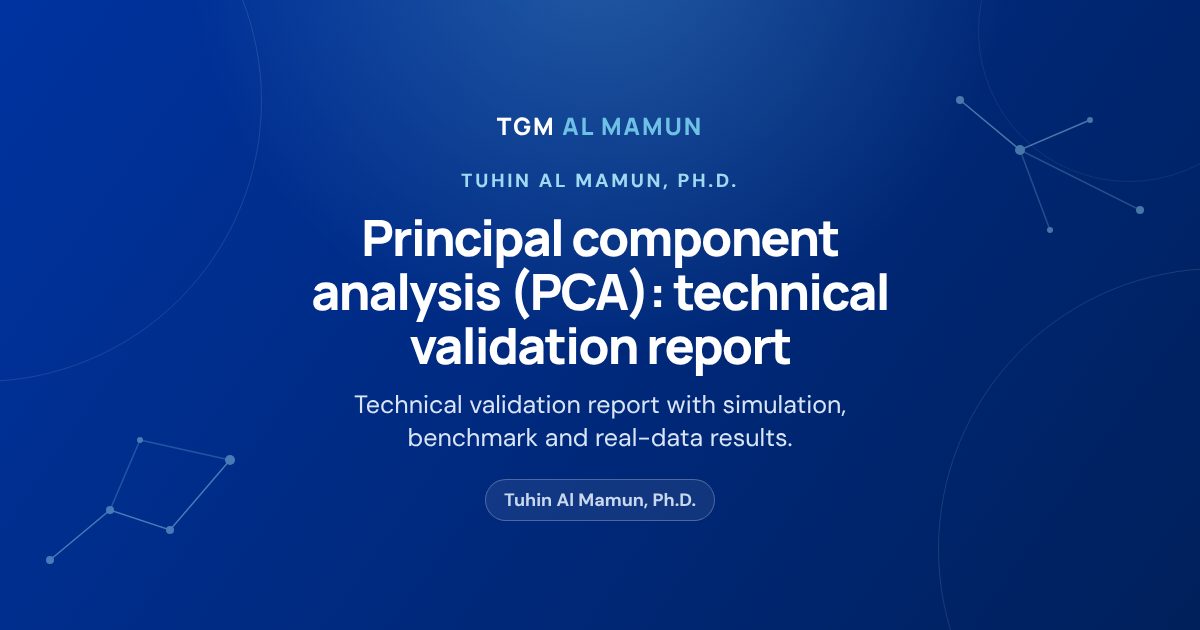 TGM AL MAMUN
TUHIN AL MAMUN, PH.D.
Principal component
analysis (PCA): technical
validation report
Technical validation report with simulation,
benchmark and real-data results.
Tuhin Al Mamun, Ph.D.